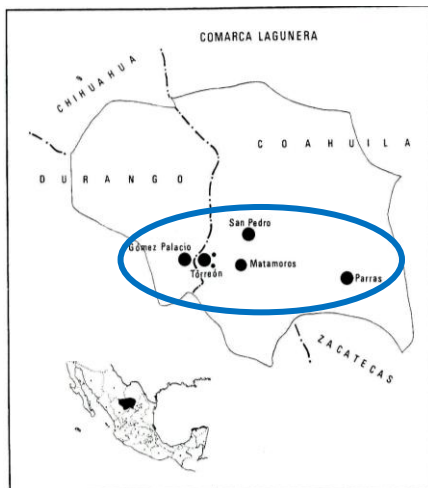 COMARCA LAGUNERA
CHIHUAHUA
COAHUILA
DURANGO
San Pedro
Gómez Palacio
Torreón
Matamoros
Parras
ZACATECAS